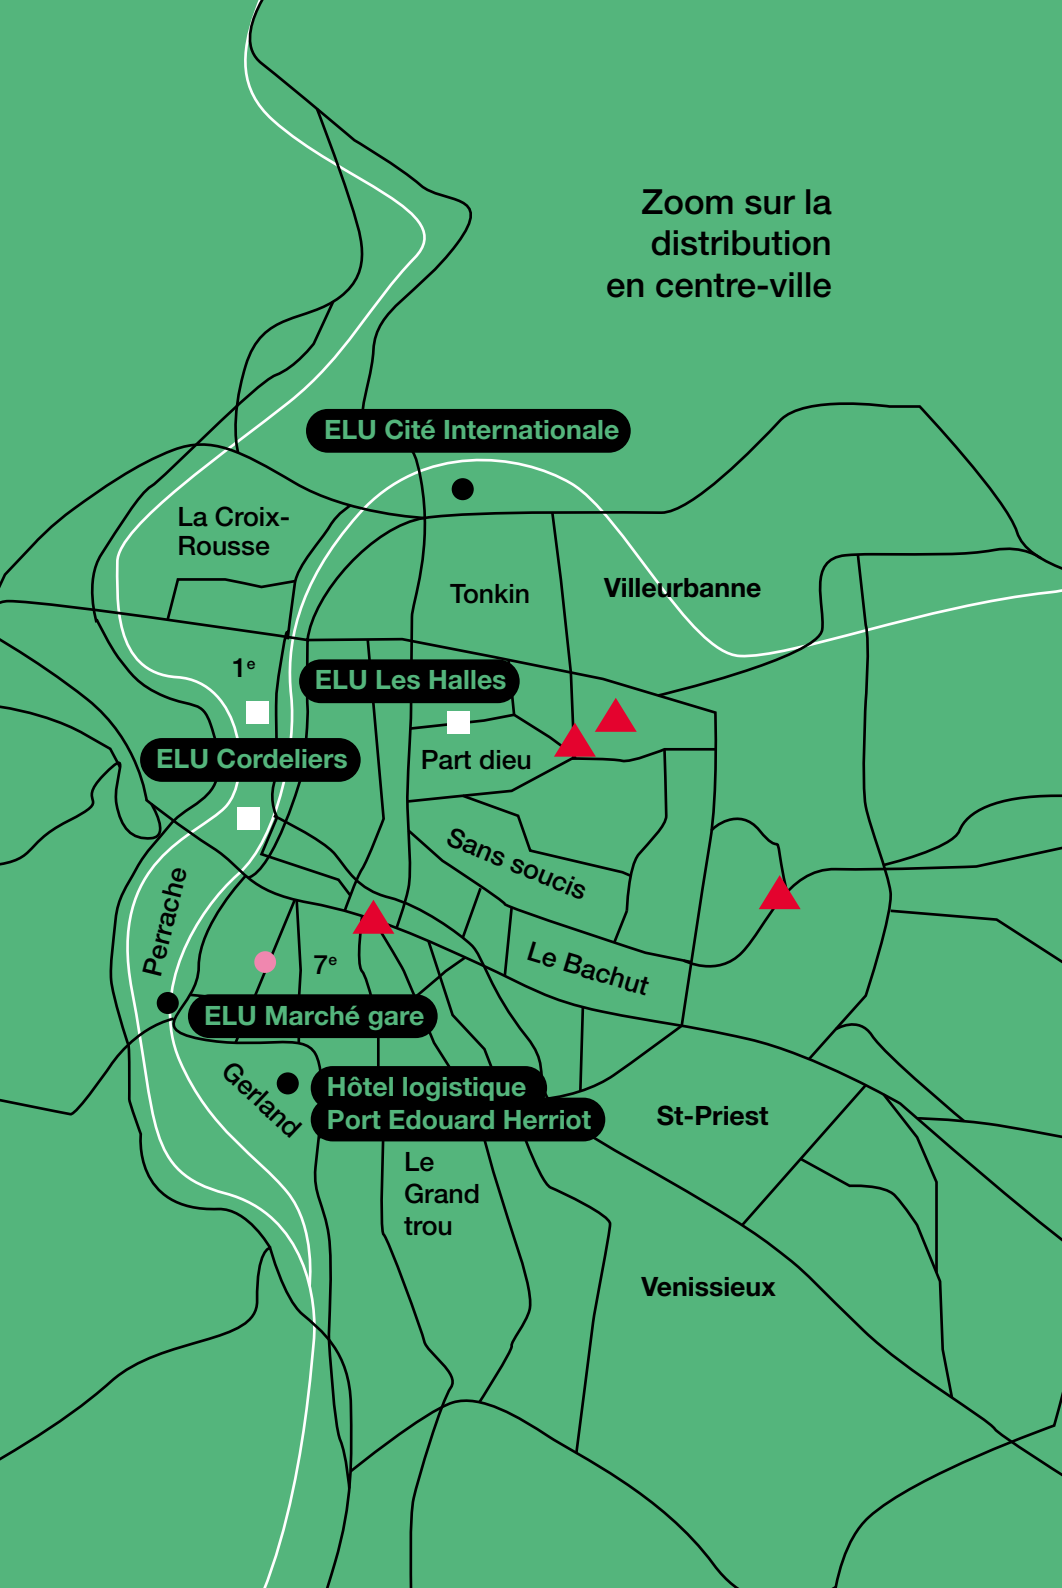 Zoom sur la
distribution
en centre-ville
ELU Cité Internationale
La Croix-
Rousse
Tonkin
Villeurbanne
1e
ELU Les Halles
ELU Cordeliers
Part dieu
Sans soucis
Perrache
7e
Le Bachut
ELU Marché gare
Gerland
Hôtel logistique
Port Edouard Herriot
St-Priest
Le
Grand
trou
Venissieux